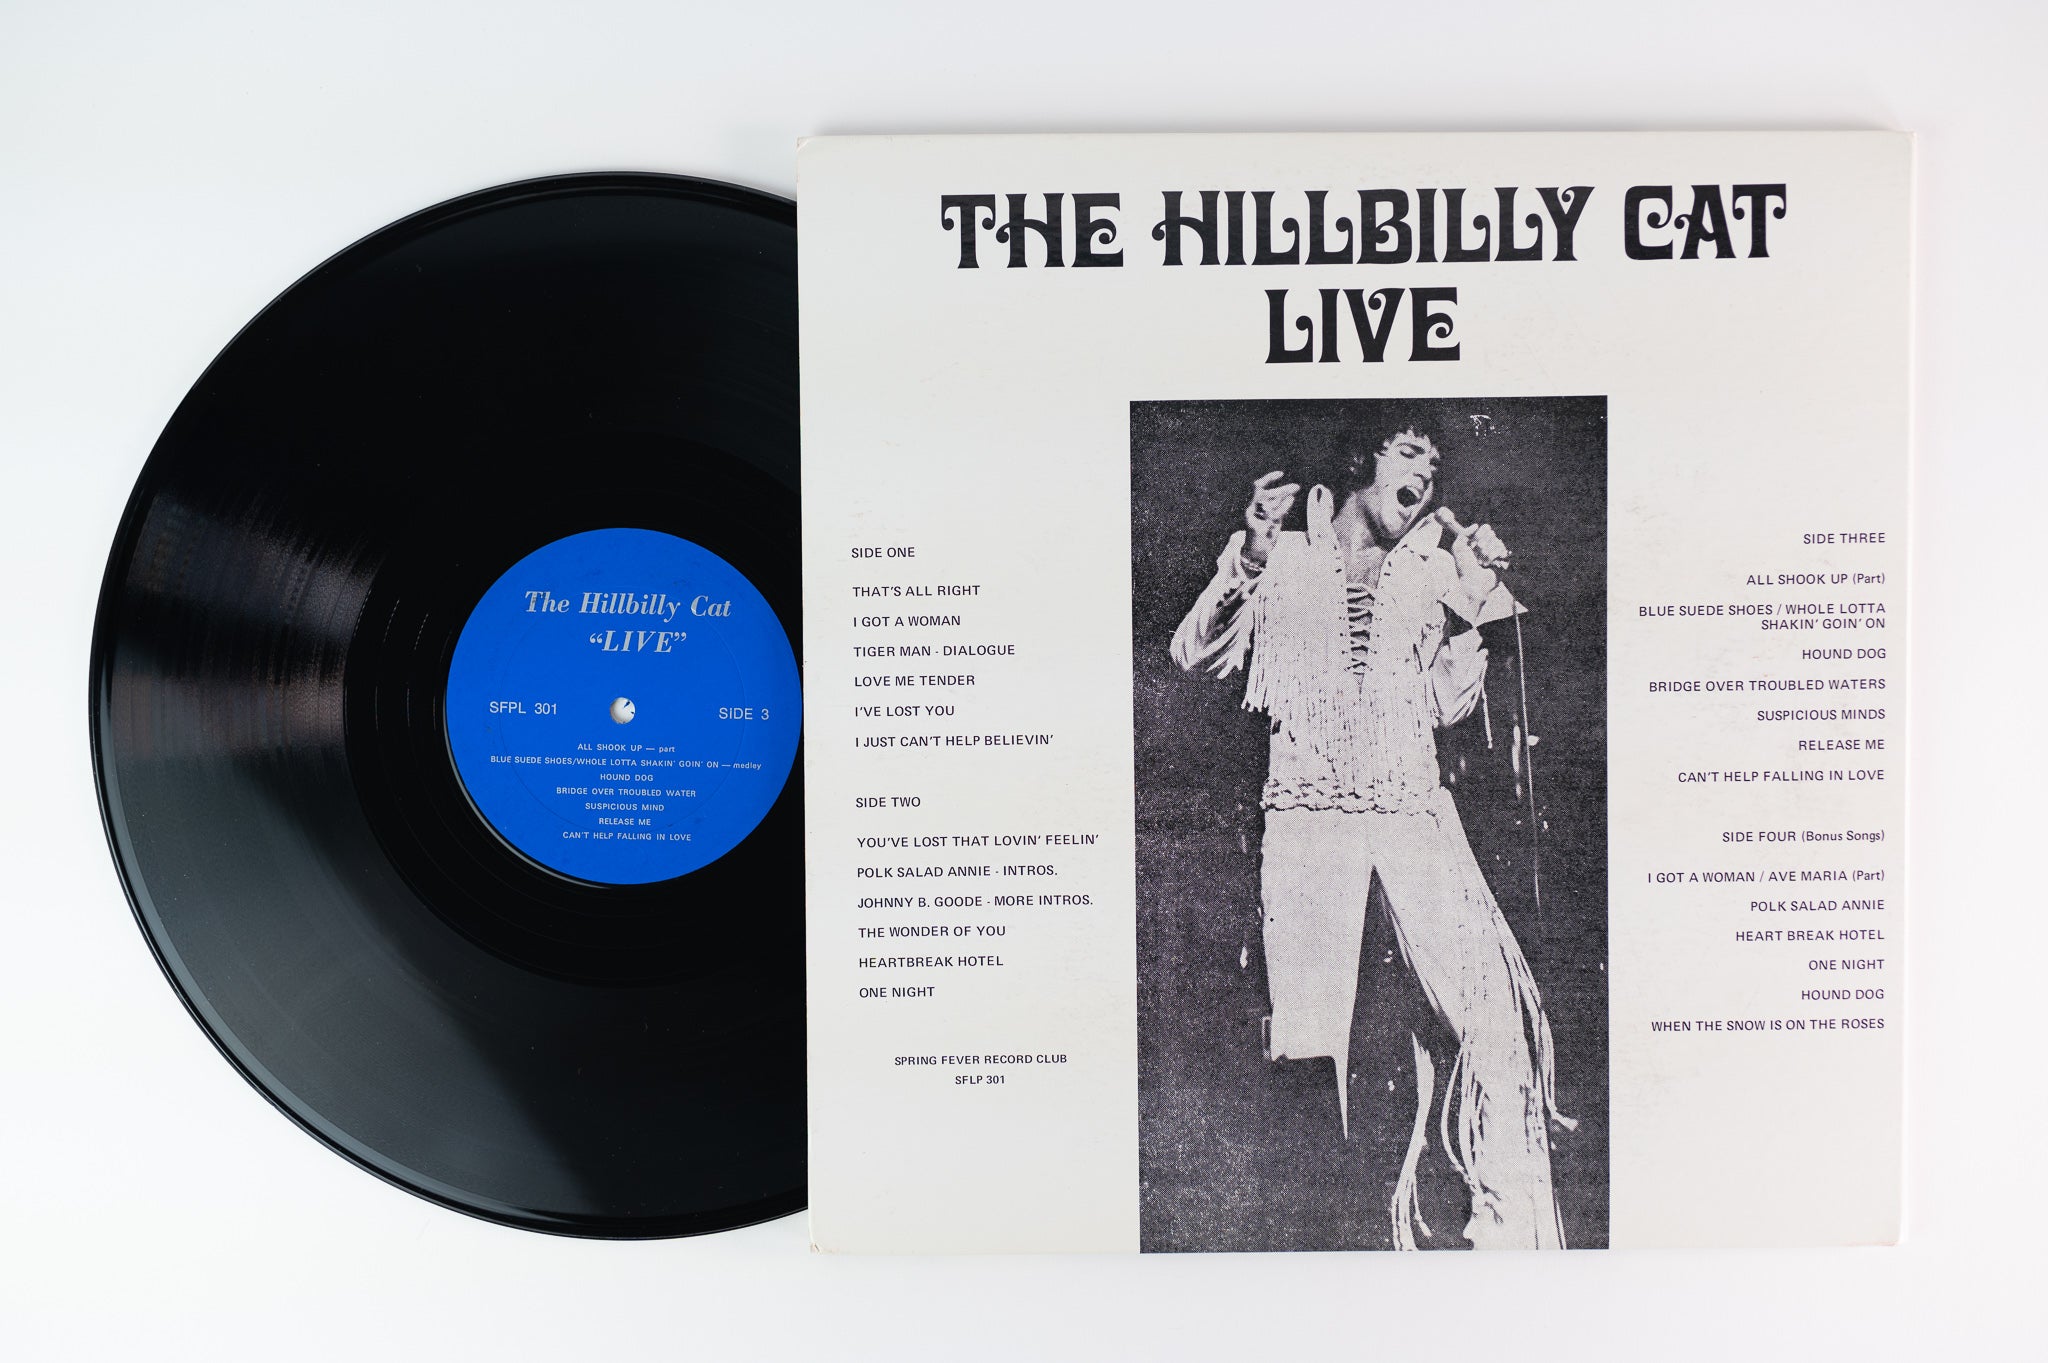 The Hillbilly Cat
“LIVE”
SFPL 301
SIDE 3
ALL SHOOK UP — part
BLUE SUEDE SHOES/WHOLE LOTTA SHAKIN' GOIN' ON — medley
HOUND DOG
BRIDGE OVER TROUBLED WATER
SUSPICIOUS MIND
RELEASE ME
CAN'T HELP FALLING IN LOVE
THE HILLBILLY CAT
LIVE
SIDE ONE
THAT'S ALL RIGHT
I GOT A WOMAN
TIGER MAN - DIALOGUE
LOVE ME TENDER
I'VE LOST YOU
I JUST CAN'T HELP BELIEVIN'
SIDE TWO
YOU'VE LOST THAT LOVIN' FEELIN'
POLK SALAD ANNIE - INTROS.
JOHNNY B. GOODE - MORE INTROS.
THE WONDER OF YOU
HEARTBREAK HOTEL
ONE NIGHT
SPRING FEVER RECORD CLUB
SFLP 301
SIDE THREE
ALL SHOOK UP (Part)
BLUE SUEDE SHOES / WHOLE LOTTA
SHAKIN' GOIN' ON
HOUND DOG
BRIDGE OVER TROUBLED WATERS
SUSPICIOUS MINDS
RELEASE ME
CAN'T HELP FALLING IN LOVE
SIDE FOUR (Bonus Songs)
I GOT A WOMAN / AVE MARIA (Part)
POLK SALAD ANNIE
HEART BREAK HOTEL
ONE NIGHT
HOUND DOG
WHEN THE SNOW IS ON THE ROSES